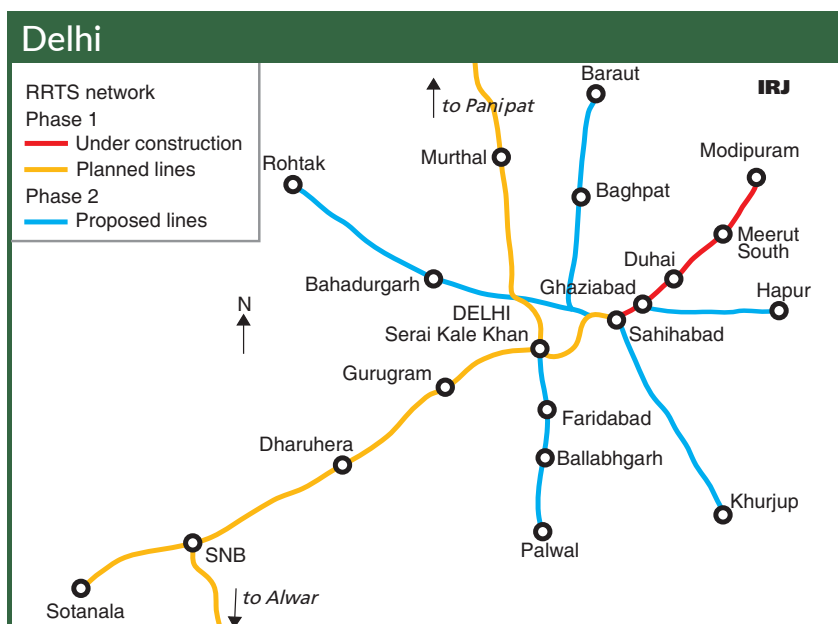 Delhi
RRTS network
Phase 1
Under construction
Planned lines
Phase 2
Proposed lines
IRJ
Baraut
to Panipat
Modipuram
Murthal
Rohtak
Baghpat
Meerut
South
Duhai
Bahadurgarh
Ghaziabad
Hapur
N
DELHI
Serai Kale Khan
Sahihabad
Gurugram
Faridabad
Dharuhera
Ballabhgarh
Khurjup
Palwal
SNB
to Alwar
Sotanala